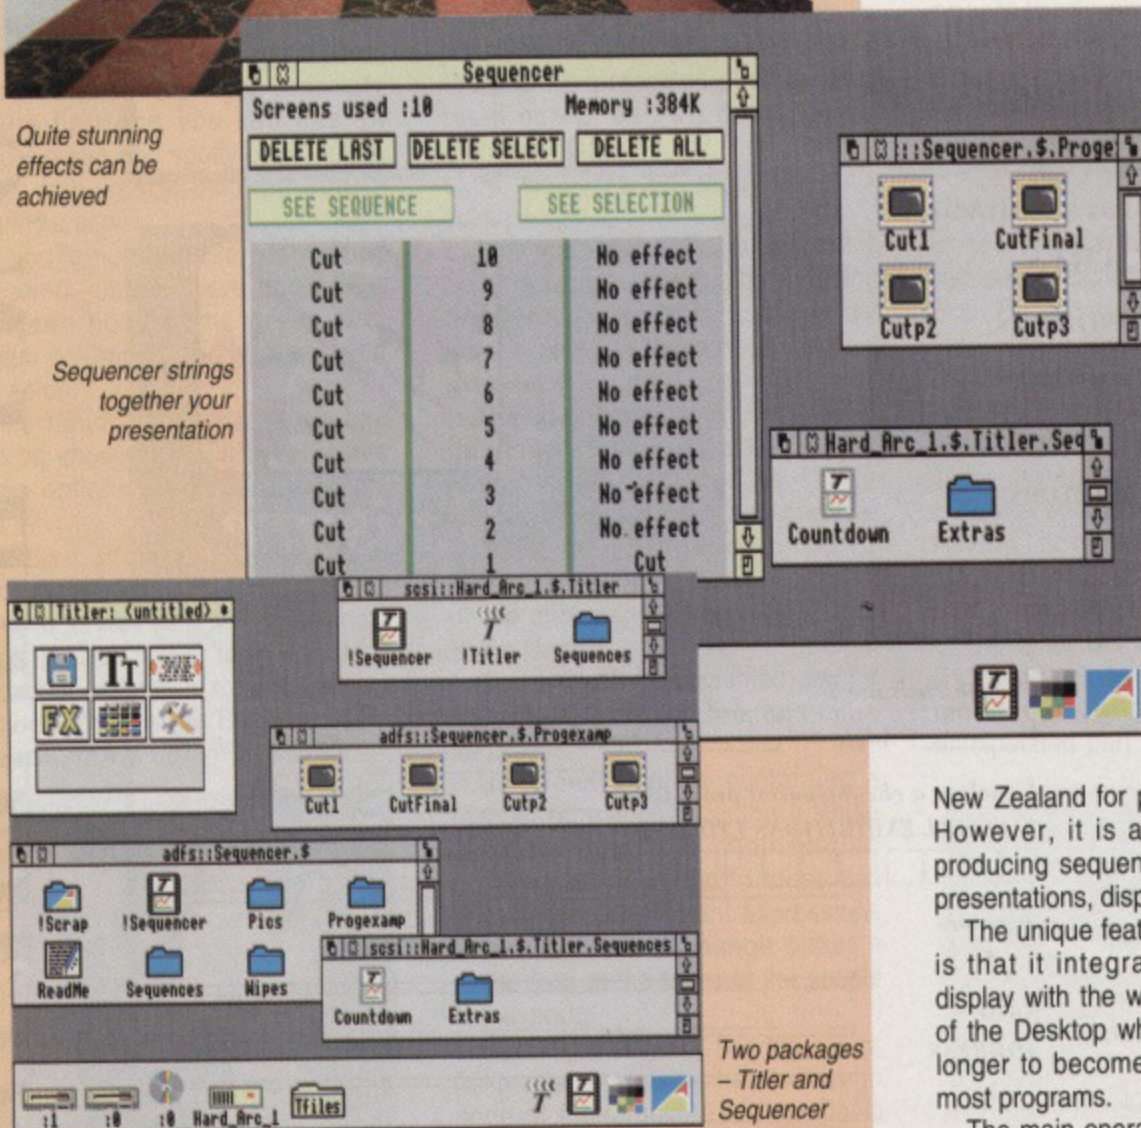 Quite stunning
effects can be
achieved
Sequencer strings
together your
presentation
Sequencer
Screens used :10 Memory :384K
DELETE LAST DELETE SELECT DELETE ALL
SEE SEQUENCE SEE SELECTION
Cut 10 No effect
Cut 9 No effect
Cut 8 No effect
Cut 7 No effect
Cut 6 No effect
Cut 5 No effect
Cut 4 No effect
Cut 3 No effect
Cut 2 No effect
Cut 1 Cut
::Sequencer.$.Proge
Cut1 CutFinal
Cutp2 Cutp3
Hard_Arc_1.$.Titler.Seq
Countdown Extras
scsi::Hard_Arc_1.$.Titler
!Sequencer !Titler Sequences
Titler: <untitled> *
TT
FX
adfs::Sequencer.$.Progexamp
Cut1 CutFinal Cutp2 Cutp3
adfs::Sequencer.$
!Scrap !Sequencer Pics Progexamp
ReadMe Sequences Wipes
scsi::Hard_Arc_1.$.Titler.Sequences
Countdown Extras
:1 :0 :0 Hard_Arc_1 Tfiles
Two packages
– Titler and
Sequencer
New Zealand for p
However, it is a
producing sequen
presentations, disp
The unique feat
is that it integra
display with the w
of the Desktop wh
longer to become
most programs.
The main opera